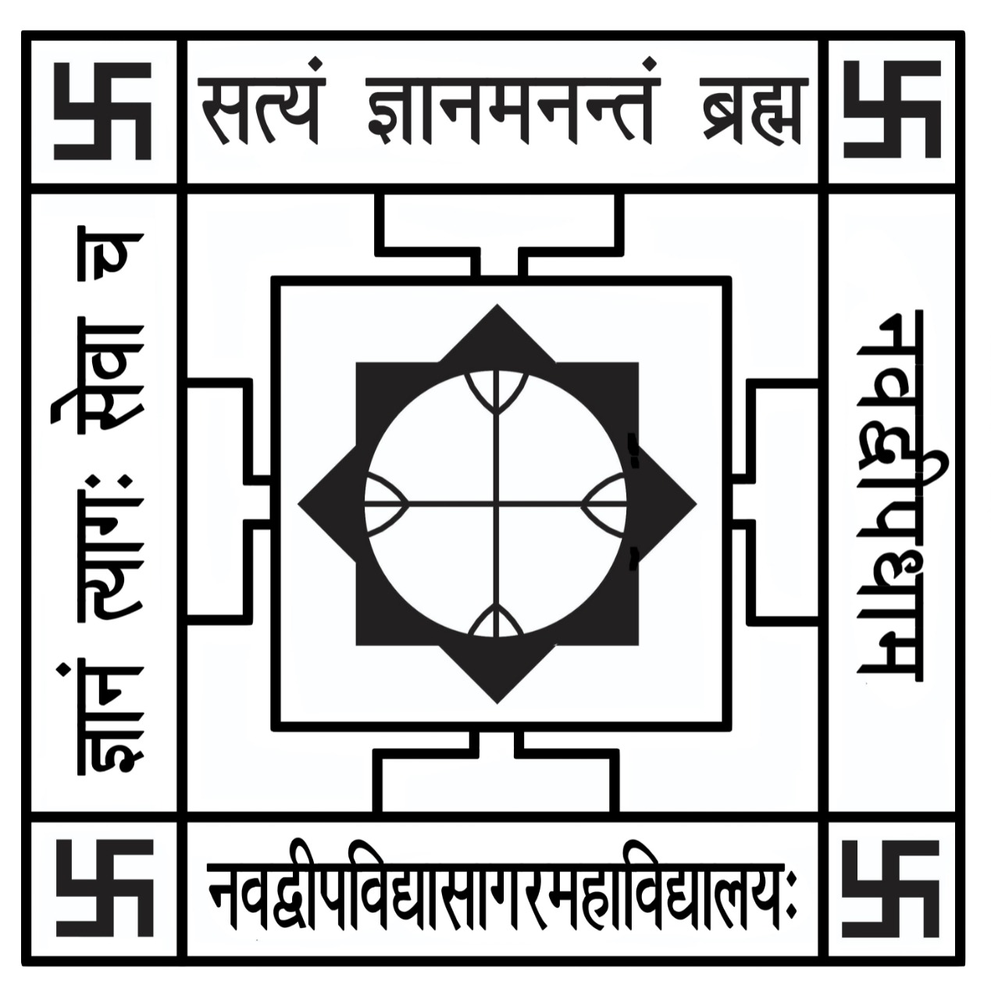 सत्यं ज्ञानमनन्तं ब्रह्म
ज्ञानं त्यागः सेवा च
नवद्वीपधाम
नवद्वीपविद्यासागरमहाविद्यालयः